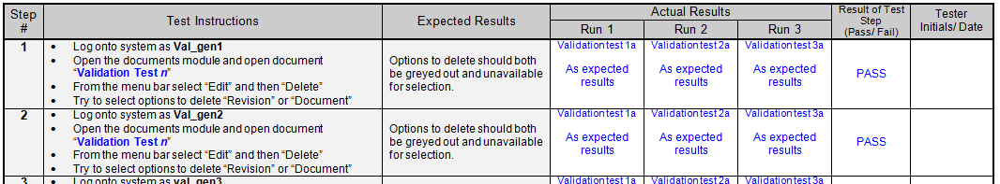 Step
#
Test Instructions
Expected Results
Actual Results
Run 1
Run 2
Run 3
Result of Test
Step
(Pass/ Fail)
Tester
Initials/ Date
1
• Log onto system as Val_gen1
• Open the documents module and open document
“Validation Test n”
• From the menu bar select “Edit” and then “Delete”
• Try to select options to delete “Revision” or “Document”
Options to delete should both
be greyed out and unavailable
for selection.
Validation test 1a
As expected
results
Validation test 2a
As expected
results
Validation test 3a
As expected
results
PASS
2
• Log onto system as Val_gen2
• Open the documents module and open document
“Validation Test n”
• From the menu bar select “Edit” and then “Delete”
• Try to select options to delete “Revision” or “Document”
Options to delete should both
be greyed out and unavailable
for selection.
Validation test 1a
As expected
results
Validation test 2a
As expected
results
Validation test 3a
As expected
results
PASS
3
• Log onto system as val_gen3
Validation test 1a
Validation test 2a
Validation test 3a